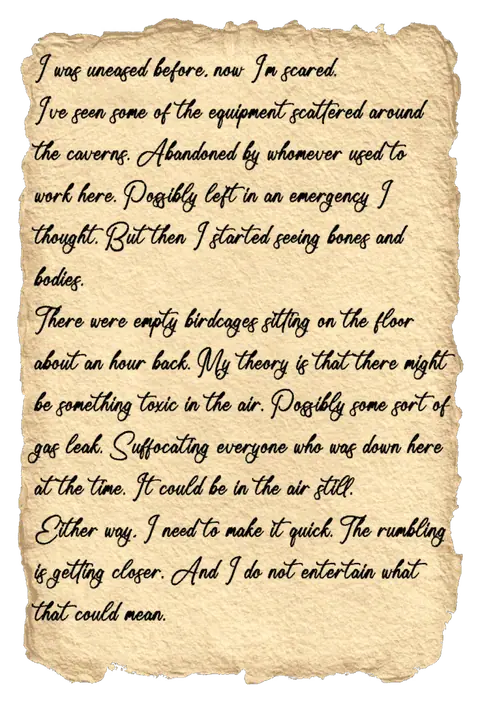 I was uneased before, now I'm scared.
I've seen some of the equipment scattered around
the caverns. Abandoned by whomever used to
work here. Possibly left in an emergency I
thought. But then I started seeing bones and
bodies.
There were empty birdcages sitting on the floor
about an hour back. My theory is that there might
be something toxic in the air. Possibly some sort of
gas leak. Suffocating everyone who was down here
at the time. It could be in the air still.
Either way, I need to make it quick. The rumbling
is getting closer. And I do not entertain what
that could mean.